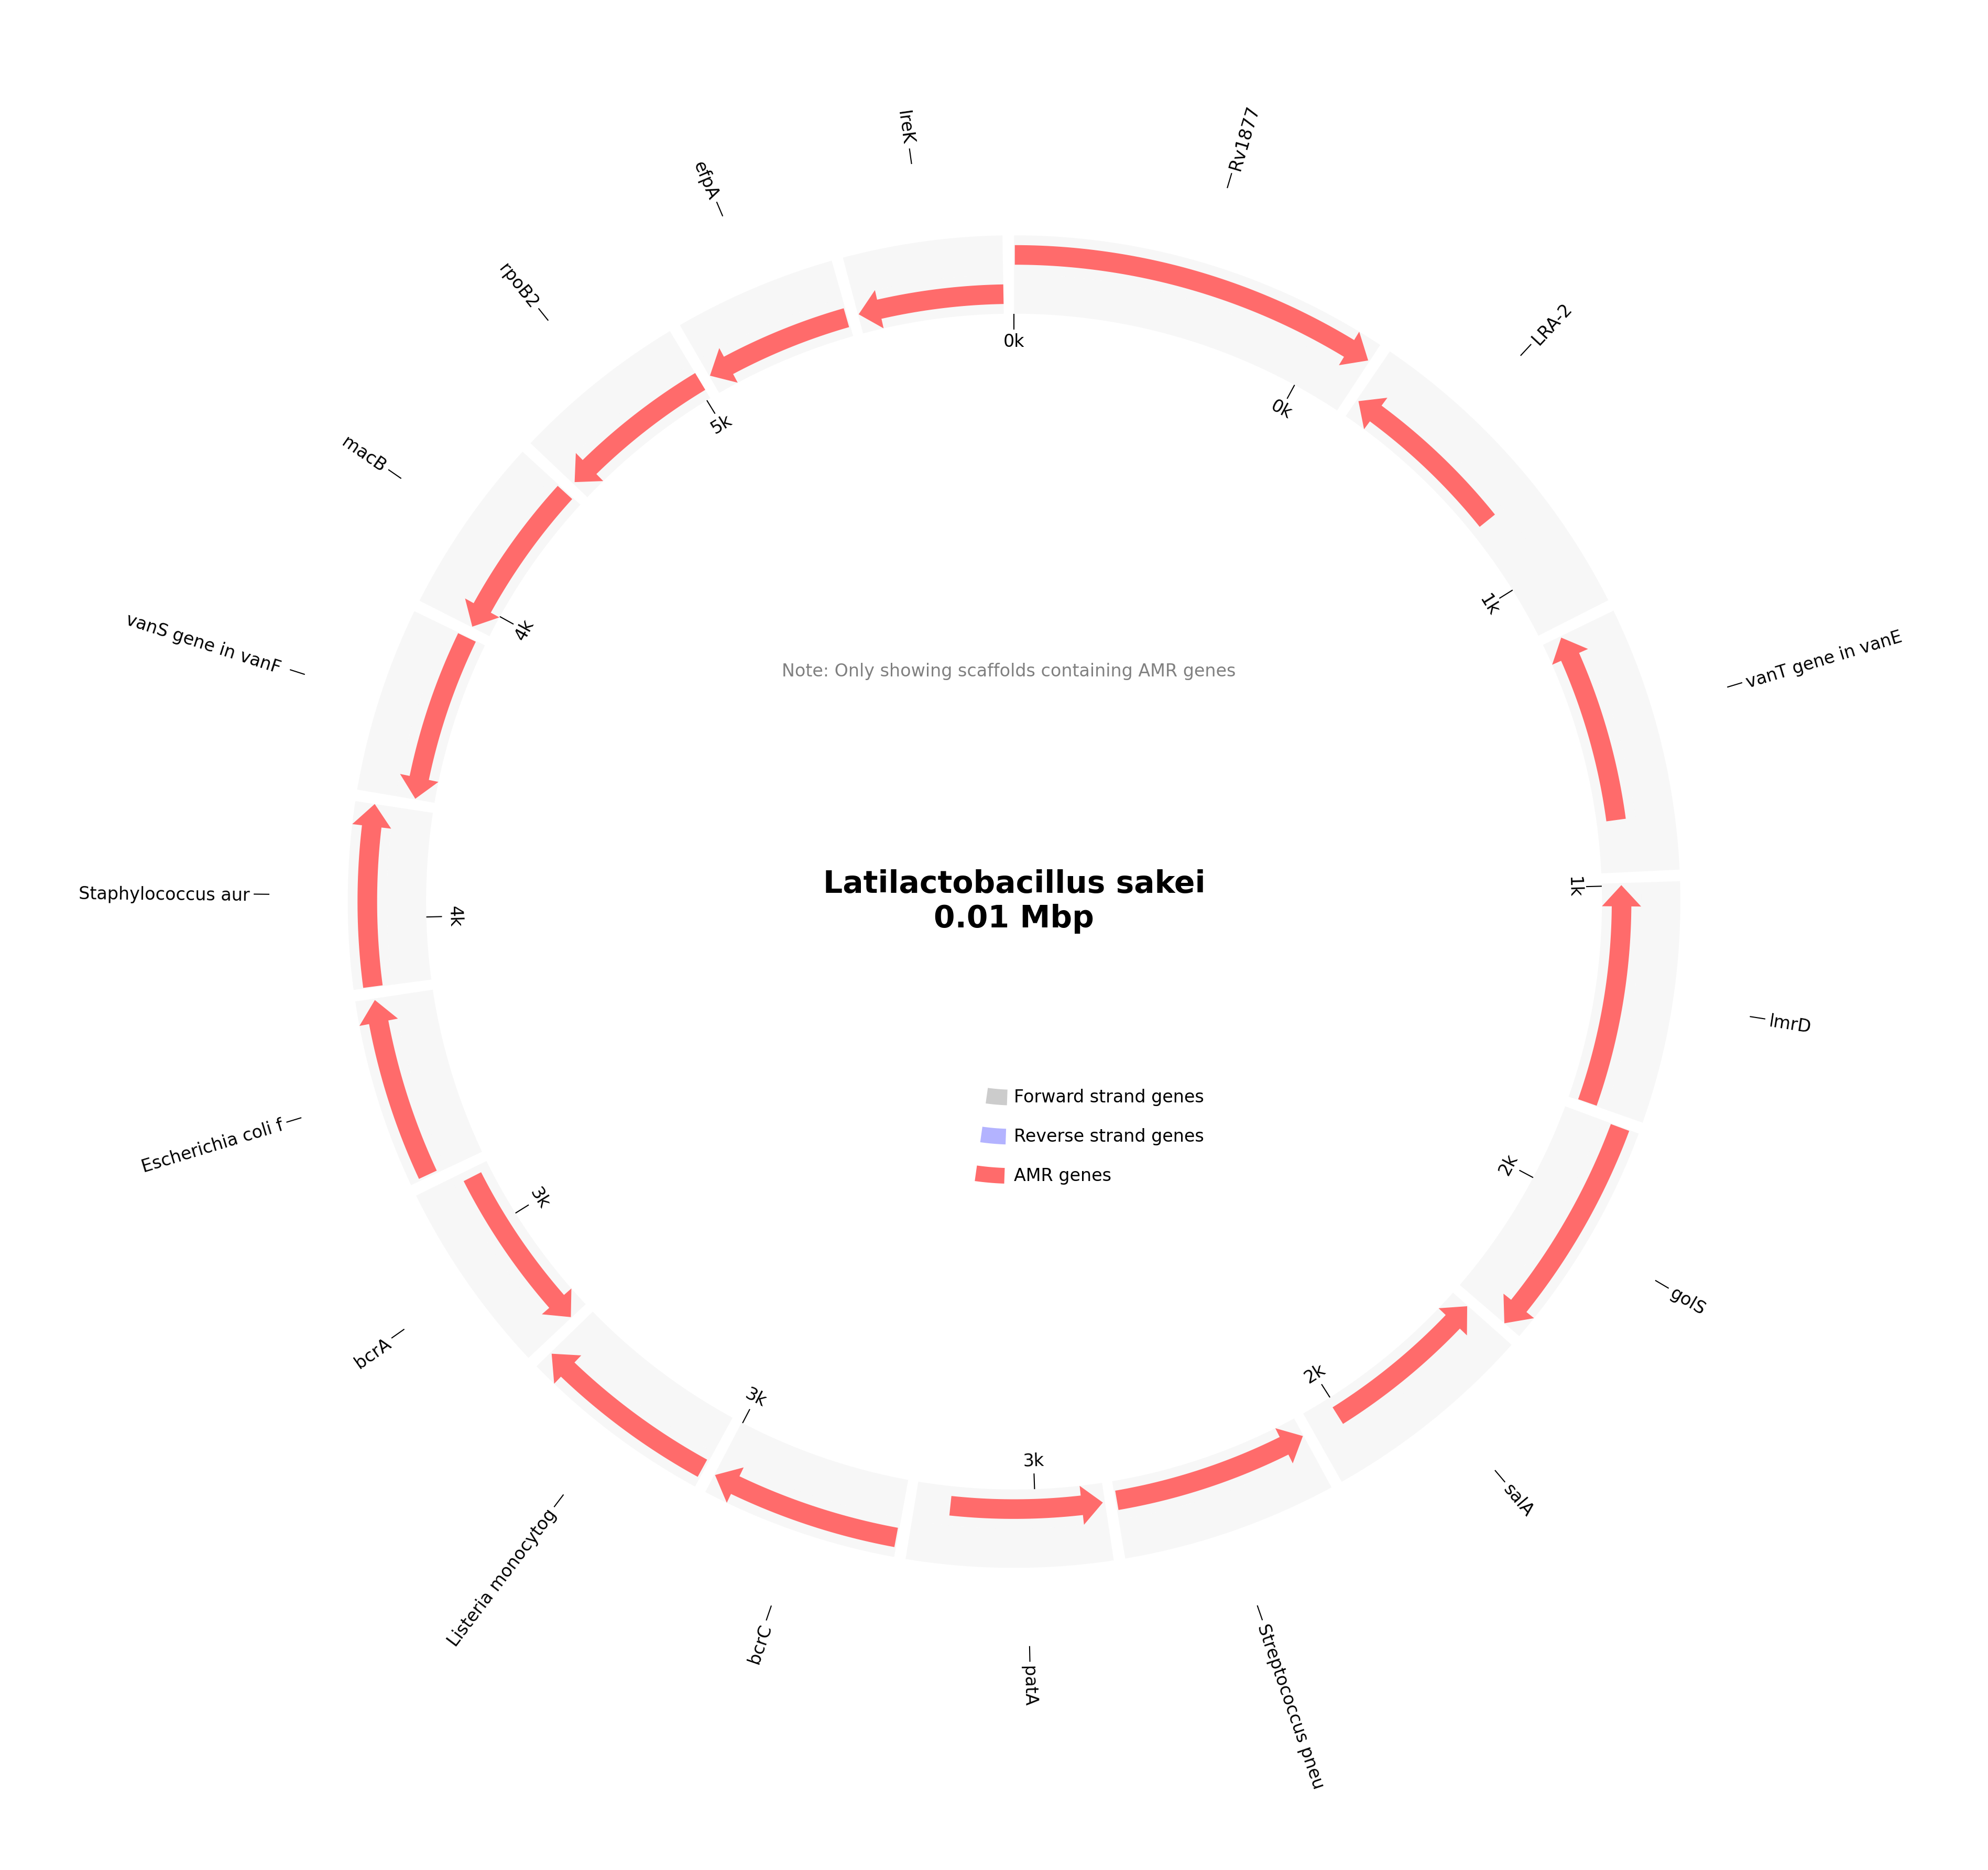 lreK
Rv1877
efpA
LRA-2
rpoB2
macB
vanS gene in vanF
vanT gene in vanE
Staphylococcus aur
lmrD
Escherichia coli f
golS
bcrA
salA
Listeria monocytog
bcrC
patA
Streptococcus pneu
0k
0k
1k
1k
2k
2k
3k
3k
3k
4k
4k
5k
Note: Only showing scaffolds containing AMR genes
Latilactobacillus sakei
0.01 Mbp
Forward strand genes
Reverse strand genes
AMR genes